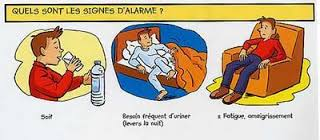 QUELS SONT LES SIGNES D'ALARME ?
Soif
Besoin fréquent d'uriner
(levers la nuit)
± Fatigue, amaigrissement